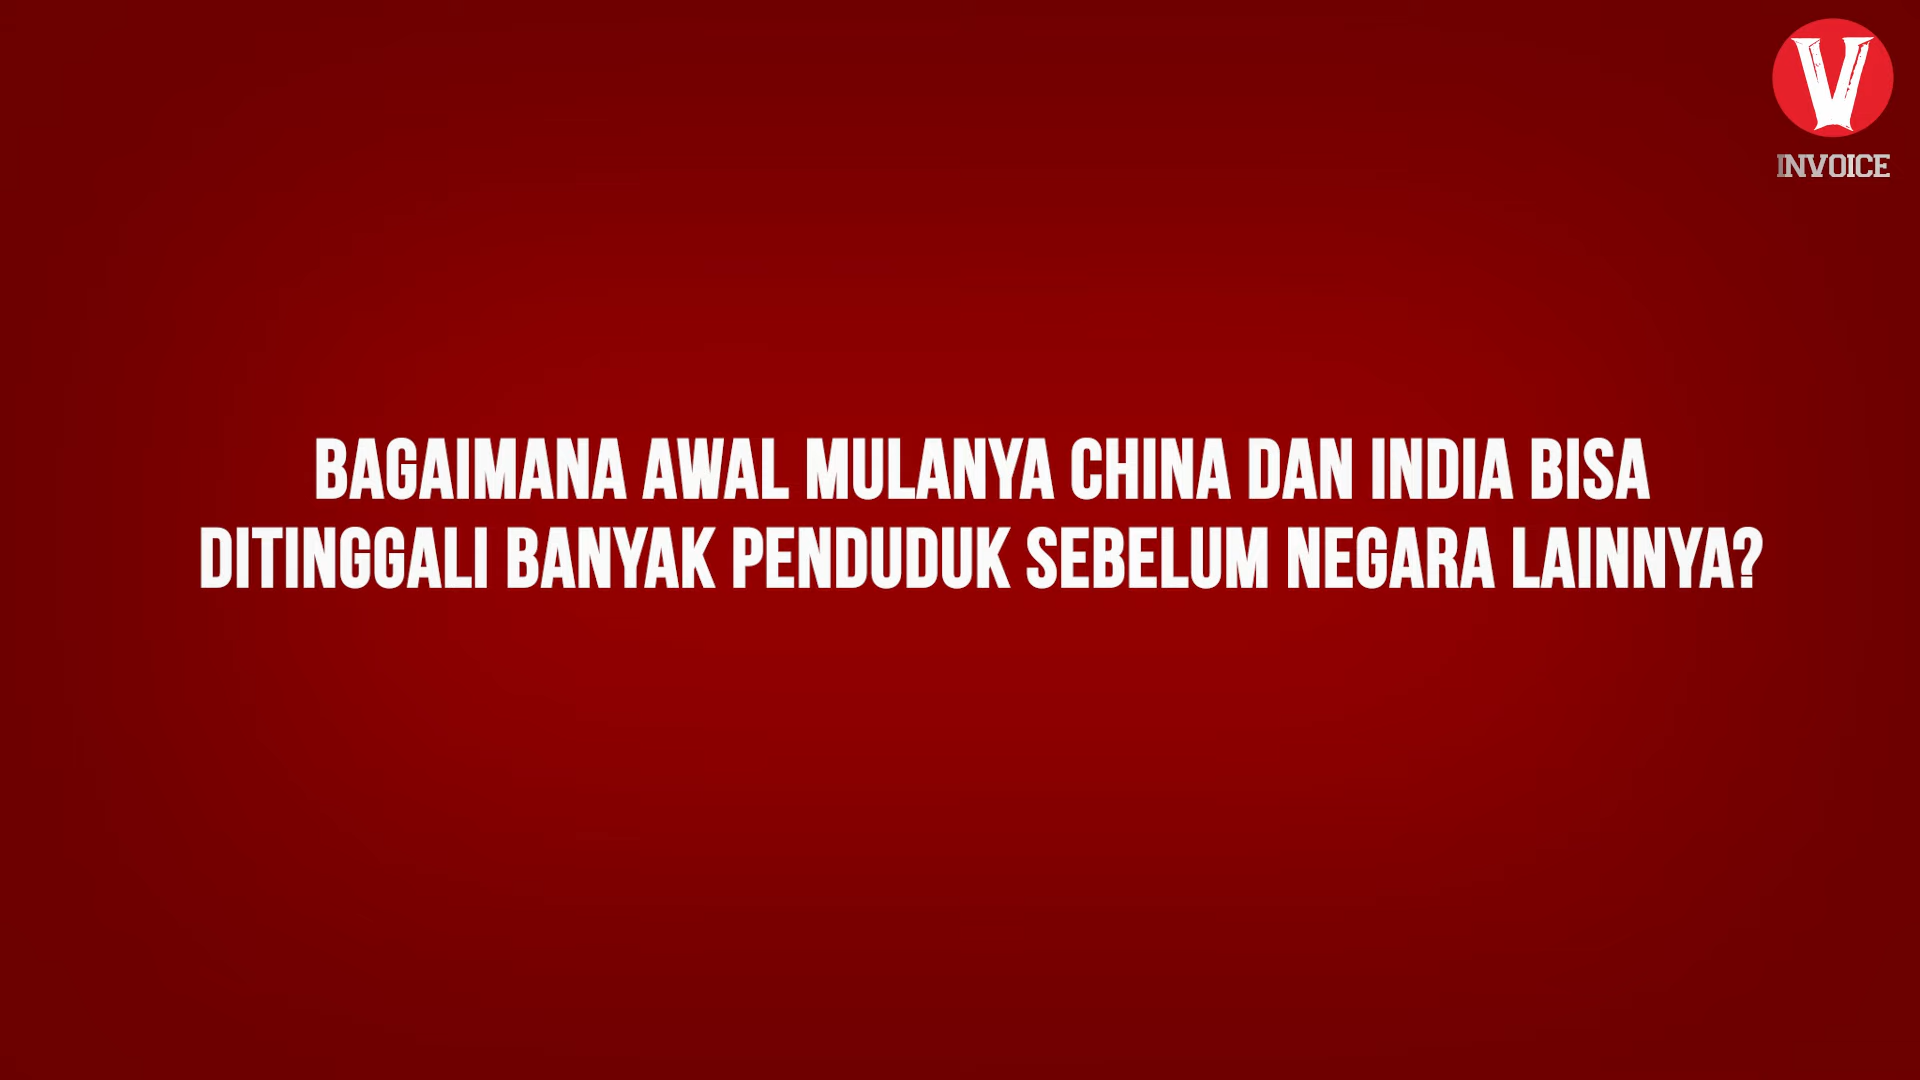 V
INVOICE
BAGAIMANA AWAL MULANYA CHINA DAN INDIA BISA
DITINGGALI BANYAK PENDUDUK SEBELUM NEGARA LAINNYA?